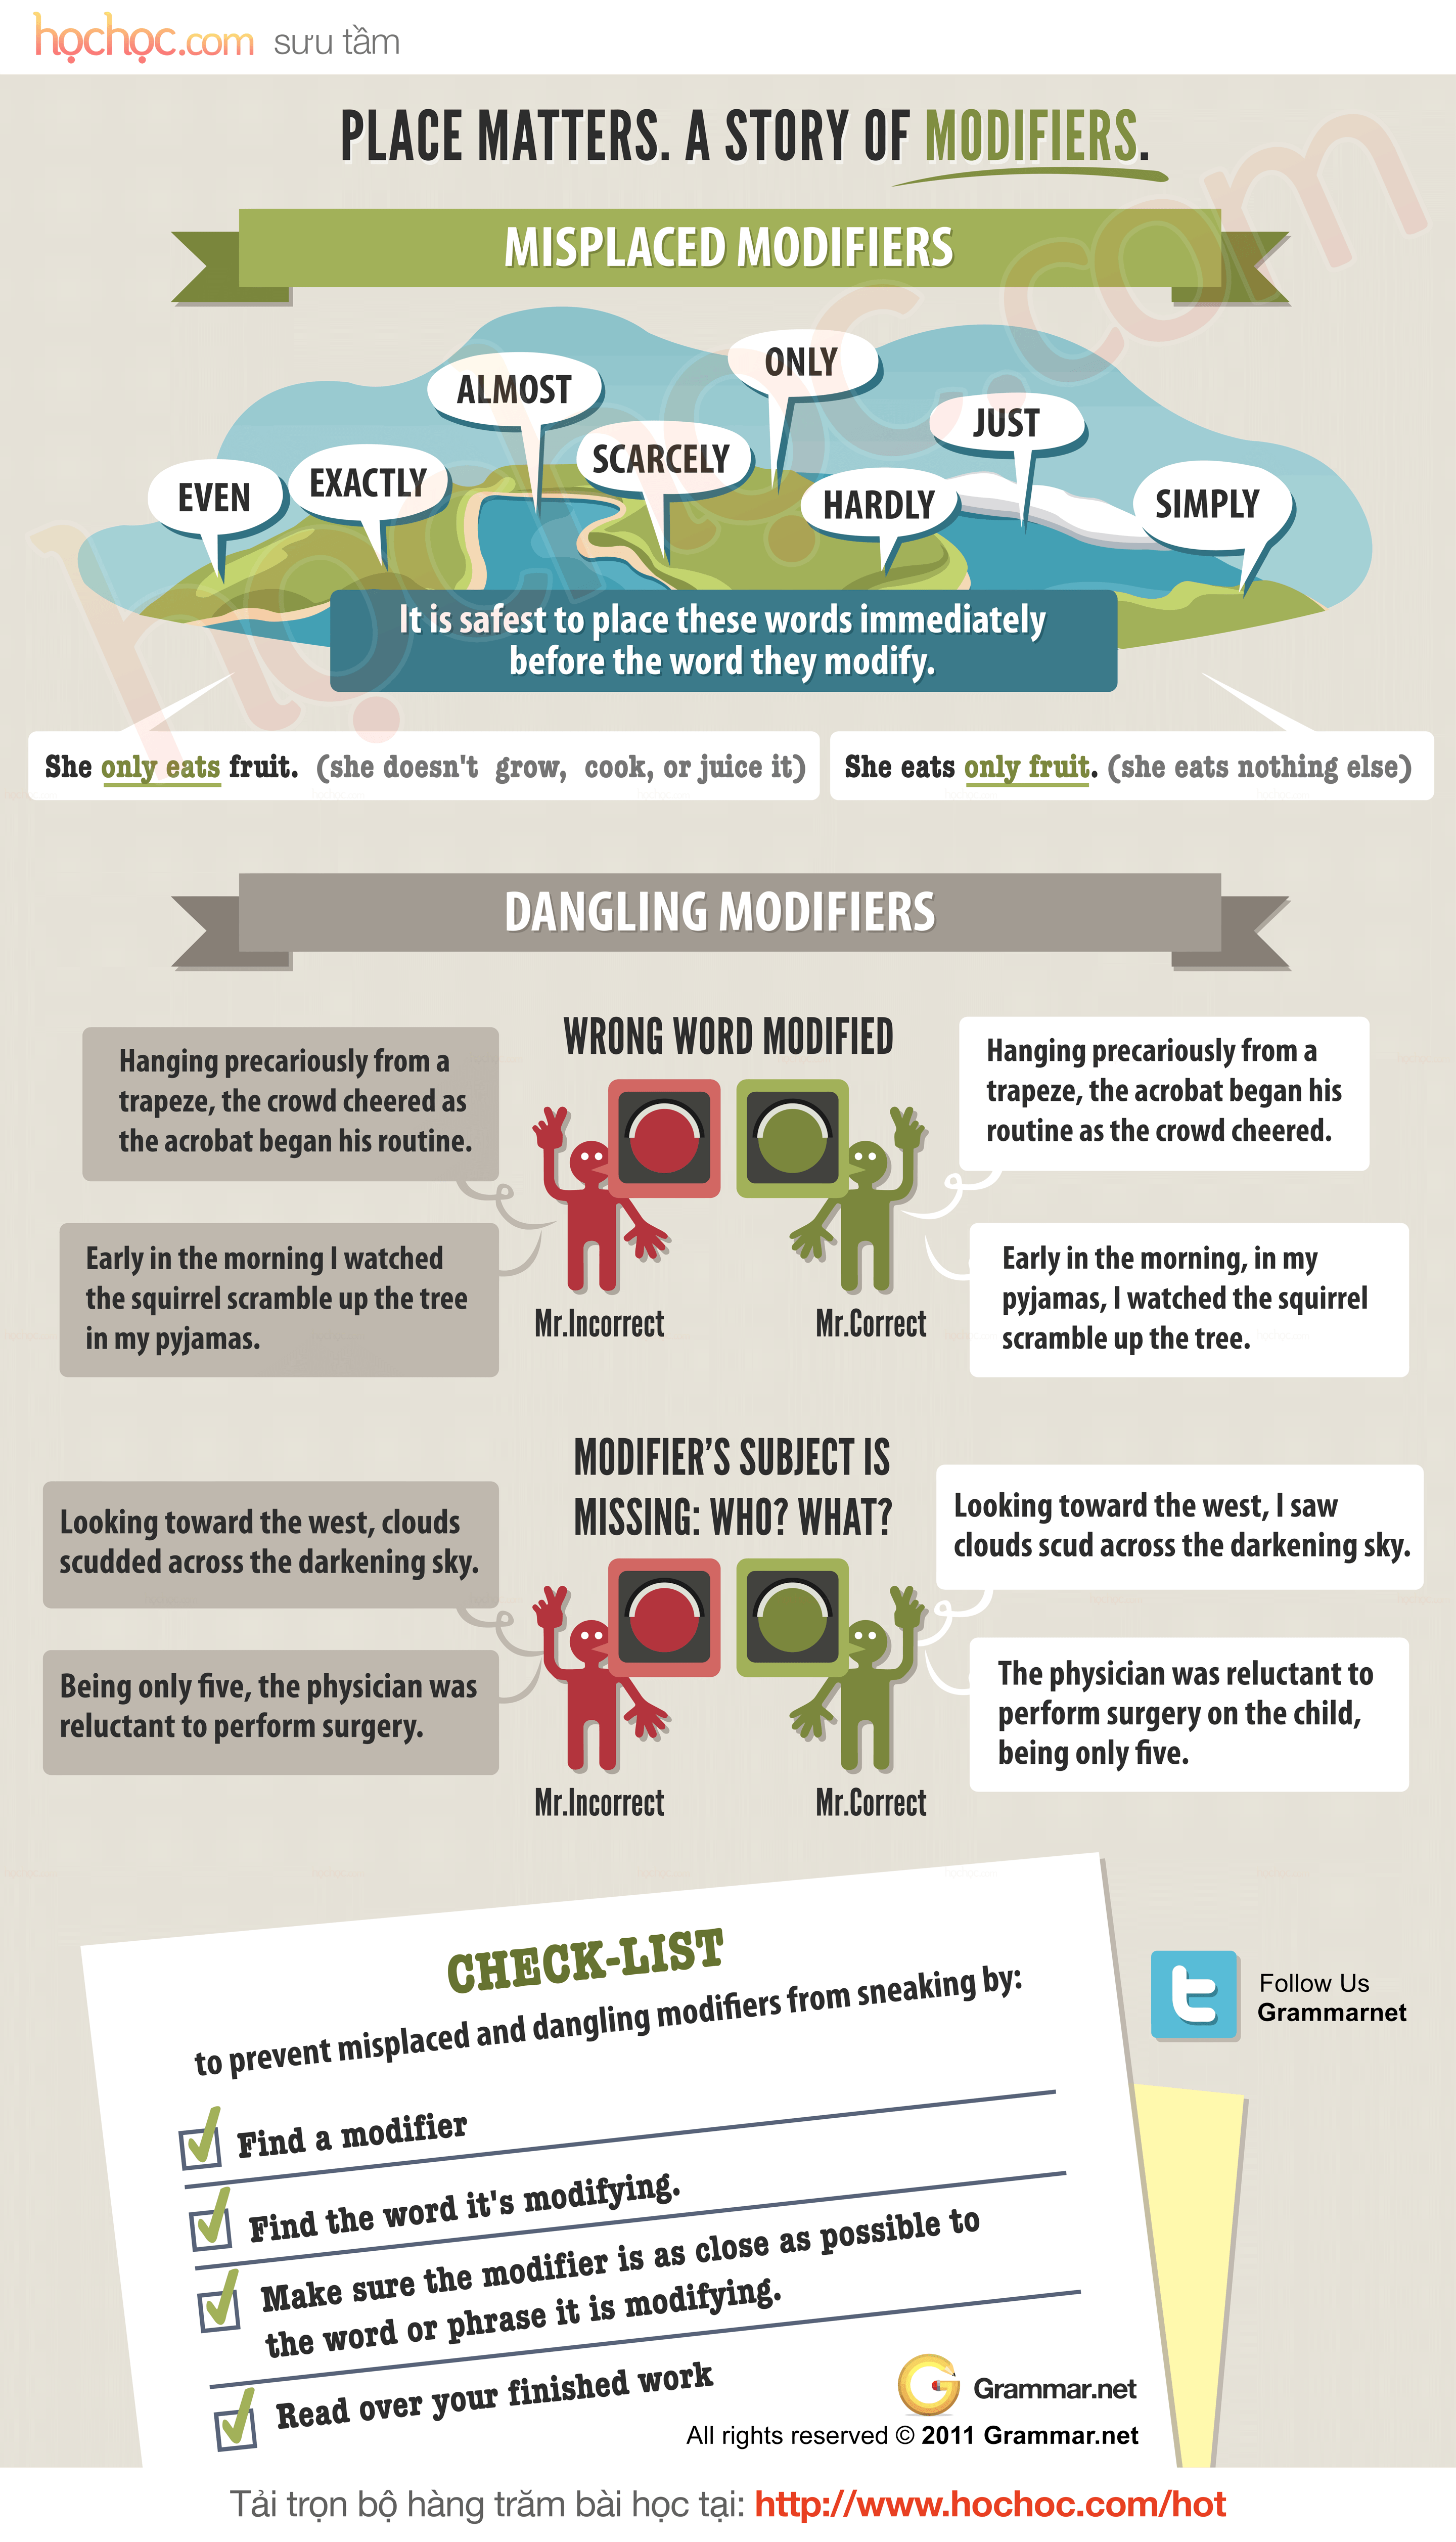 họchọc.com sưu tầm
PLACE MATTERS. A STORY OF MODIFIERS.
MISPLACED MODIFIERS
ONLY
ALMOST
JUST
SCARCELY
EXACTLY
EVEN
HARDLY
SIMPLY
It is safest to place these words immediately
before the word they modify.
She only eats fruit. (she doesn't grow, cook, or juice it)
She eats only fruit. (she eats nothing else)
DANGLING MODIFIERS
WRONG WORD MODIFIED
Hanging precariously from a
trapeze, the crowd cheered as
the acrobat began his routine.
Hanging precariously from a
trapeze, the acrobat began his
routine as the crowd cheered.
Early in the morning I watched
the squirrel scramble up the tree
in my pyjamas.
Early in the morning, in my
pyjamas, I watched the squirrel
scramble up the tree.
Mr.Incorrect
Mr.Correct
MODIFIER'S SUBJECT IS
MISSING: WHO? WHAT?
Looking toward the west, clouds
scudded across the darkening sky.
Looking toward the west, I saw
clouds scud across the darkening sky.
Being only five, the physician was
reluctant to perform surgery.
The physician was reluctant to
perform surgery on the child,
being only five.
Mr.Incorrect
Mr.Correct
CHECK-LIST
to prevent misplaced and dangling modifiers from sneaking by:
Find a modifier
Find the word it's modifying.
Make sure the modifier is as close as possible to
the word or phrase it is modifying.
Read over your finished work
Follow Us
Grammarnet
Grammar.net
All rights reserved © 2011 Grammar.net
Tải trọn bộ hàng trăm bài học tại: http://www.hochoc.com/hot
họchọc.com